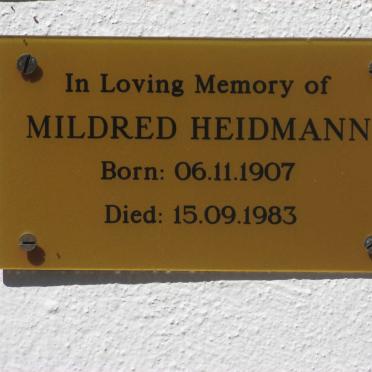 In Loving Memory of
MILDRED HEIDMANN
Born: 06.11.1907
Died: 15.09.1983